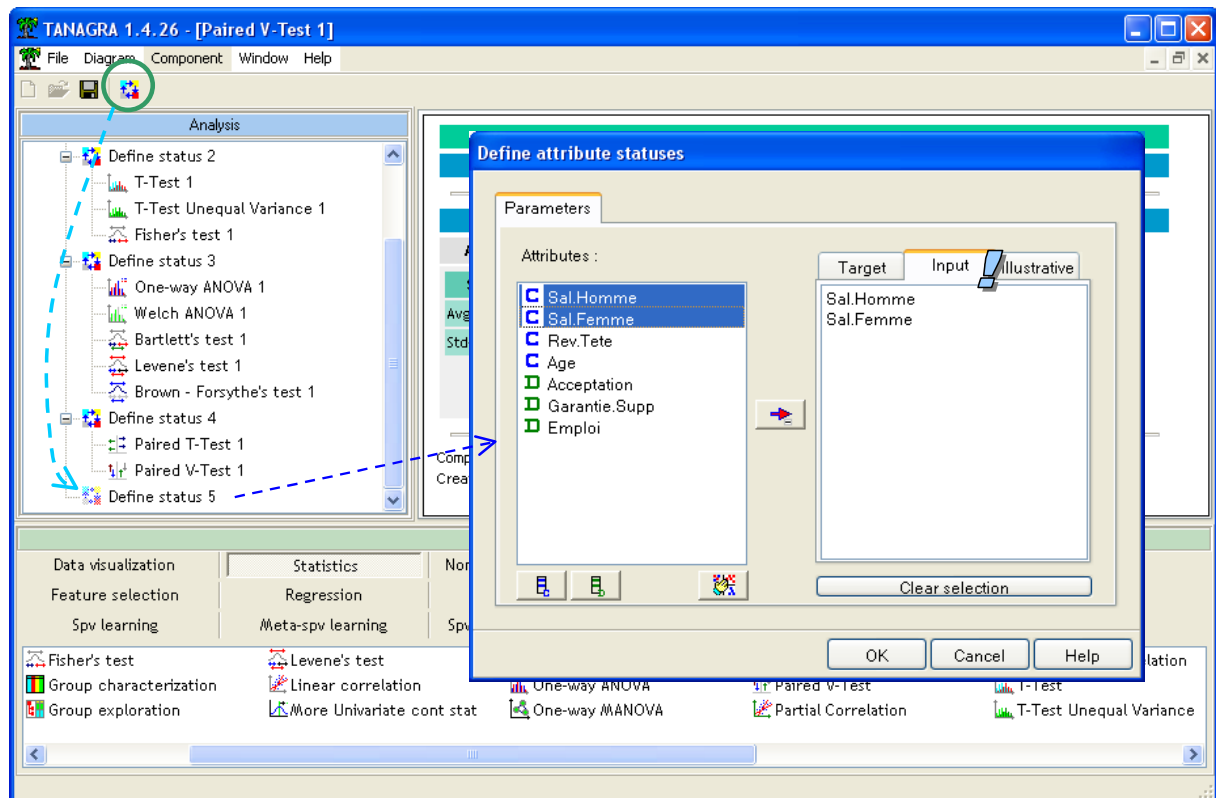 TANAGRA 1.4.26 - [Paired V-Test 1]
File Diagram Component Window Help
Analysis
Define status 2
T-Test 1
T-Test Unequal Variance 1
Fisher's test 1
Define status 3
One-way ANOVA 1
Welch ANOVA 1
Bartlett's test 1
Levene's test 1
Brown - Forsythe's test 1
Define status 4
Paired T-Test 1
Paired V-Test 1
Define status 5
Define attribute statuses
Parameters
Attributes :
C Sal.Homme
C Sal.Femme
C Rev.Tete
C Age
D Acceptation
D Garantie.Supp
D Emploi
Target Input Illustrative
Sal.Homme
Sal.Femme
Clear selection
OK Cancel Help
Data visualization Statistics
Feature selection Regression
Spv learning Meta-spv learning
Fisher's test Levene's test
Group characterization Linear correlation One-way ANOVA Paired V-Test T-Test
Group exploration More Univariate cont stat One-way MANOVA Partial Correlation T-Test Unequal Variance